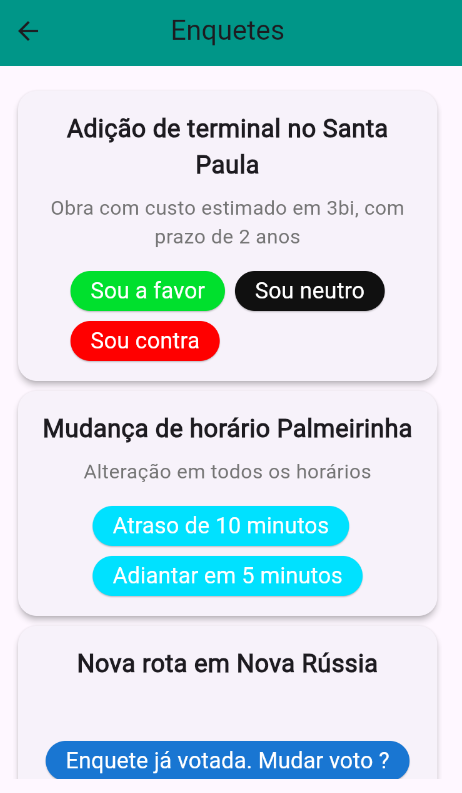 Enquetes
Adição de terminal no Santa
Paula
Obra com custo estimado em 3bi, com
prazo de 2 anos
Sou a favor
Sou neutro
Sou contra
Mudança de horário Palmeirinha
Alteração em todos os horários
Atraso de 10 minutos
Adiantar em 5 minutos
Nova rota em Nova Rússia
Enquete já votada. Mudar voto ?